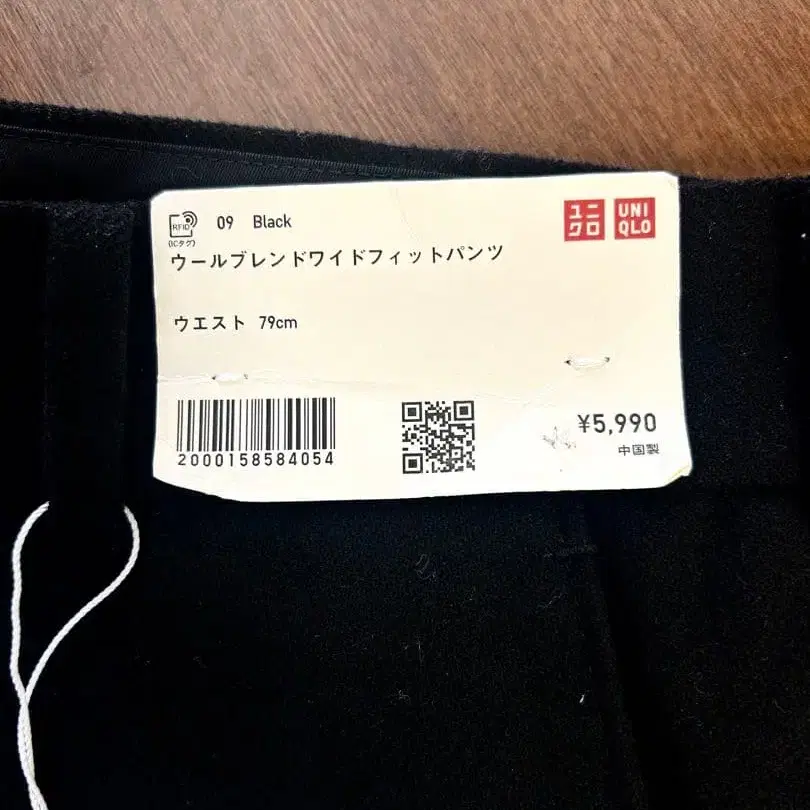 RFID
(ICタグ)
09 Black
ユニ
クロ
UNI
QLO
ウールブレンドワイドフィットパンツ
ウエスト 79cm
2000158584054
¥5,990
中国製